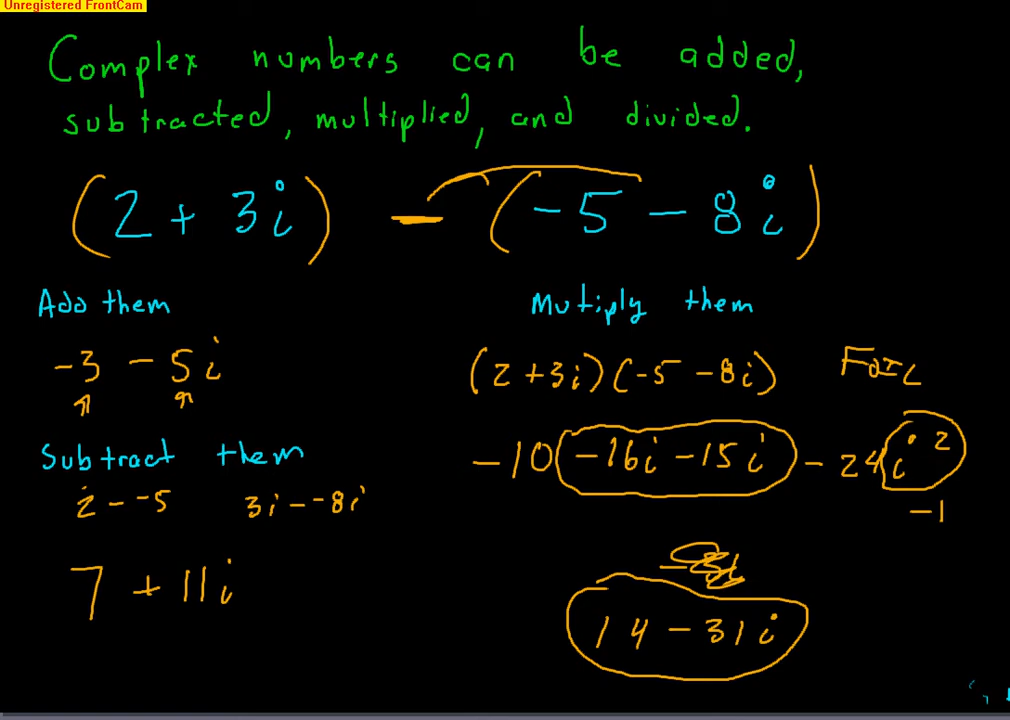 Unregistered FrontCam
Complex numbers can be added,
subtracted, multiplied, and divided.
(2 + 3i) - (-5 - 8i)
Add them
-3 - 5i
Subtract them
2 - -5 3i - -8i
7 + 11i
Mutiply them
(2 + 3i)(-5 - 8i) FOIL
-10 -16i -15i - 24i²
-1
14 - 31i